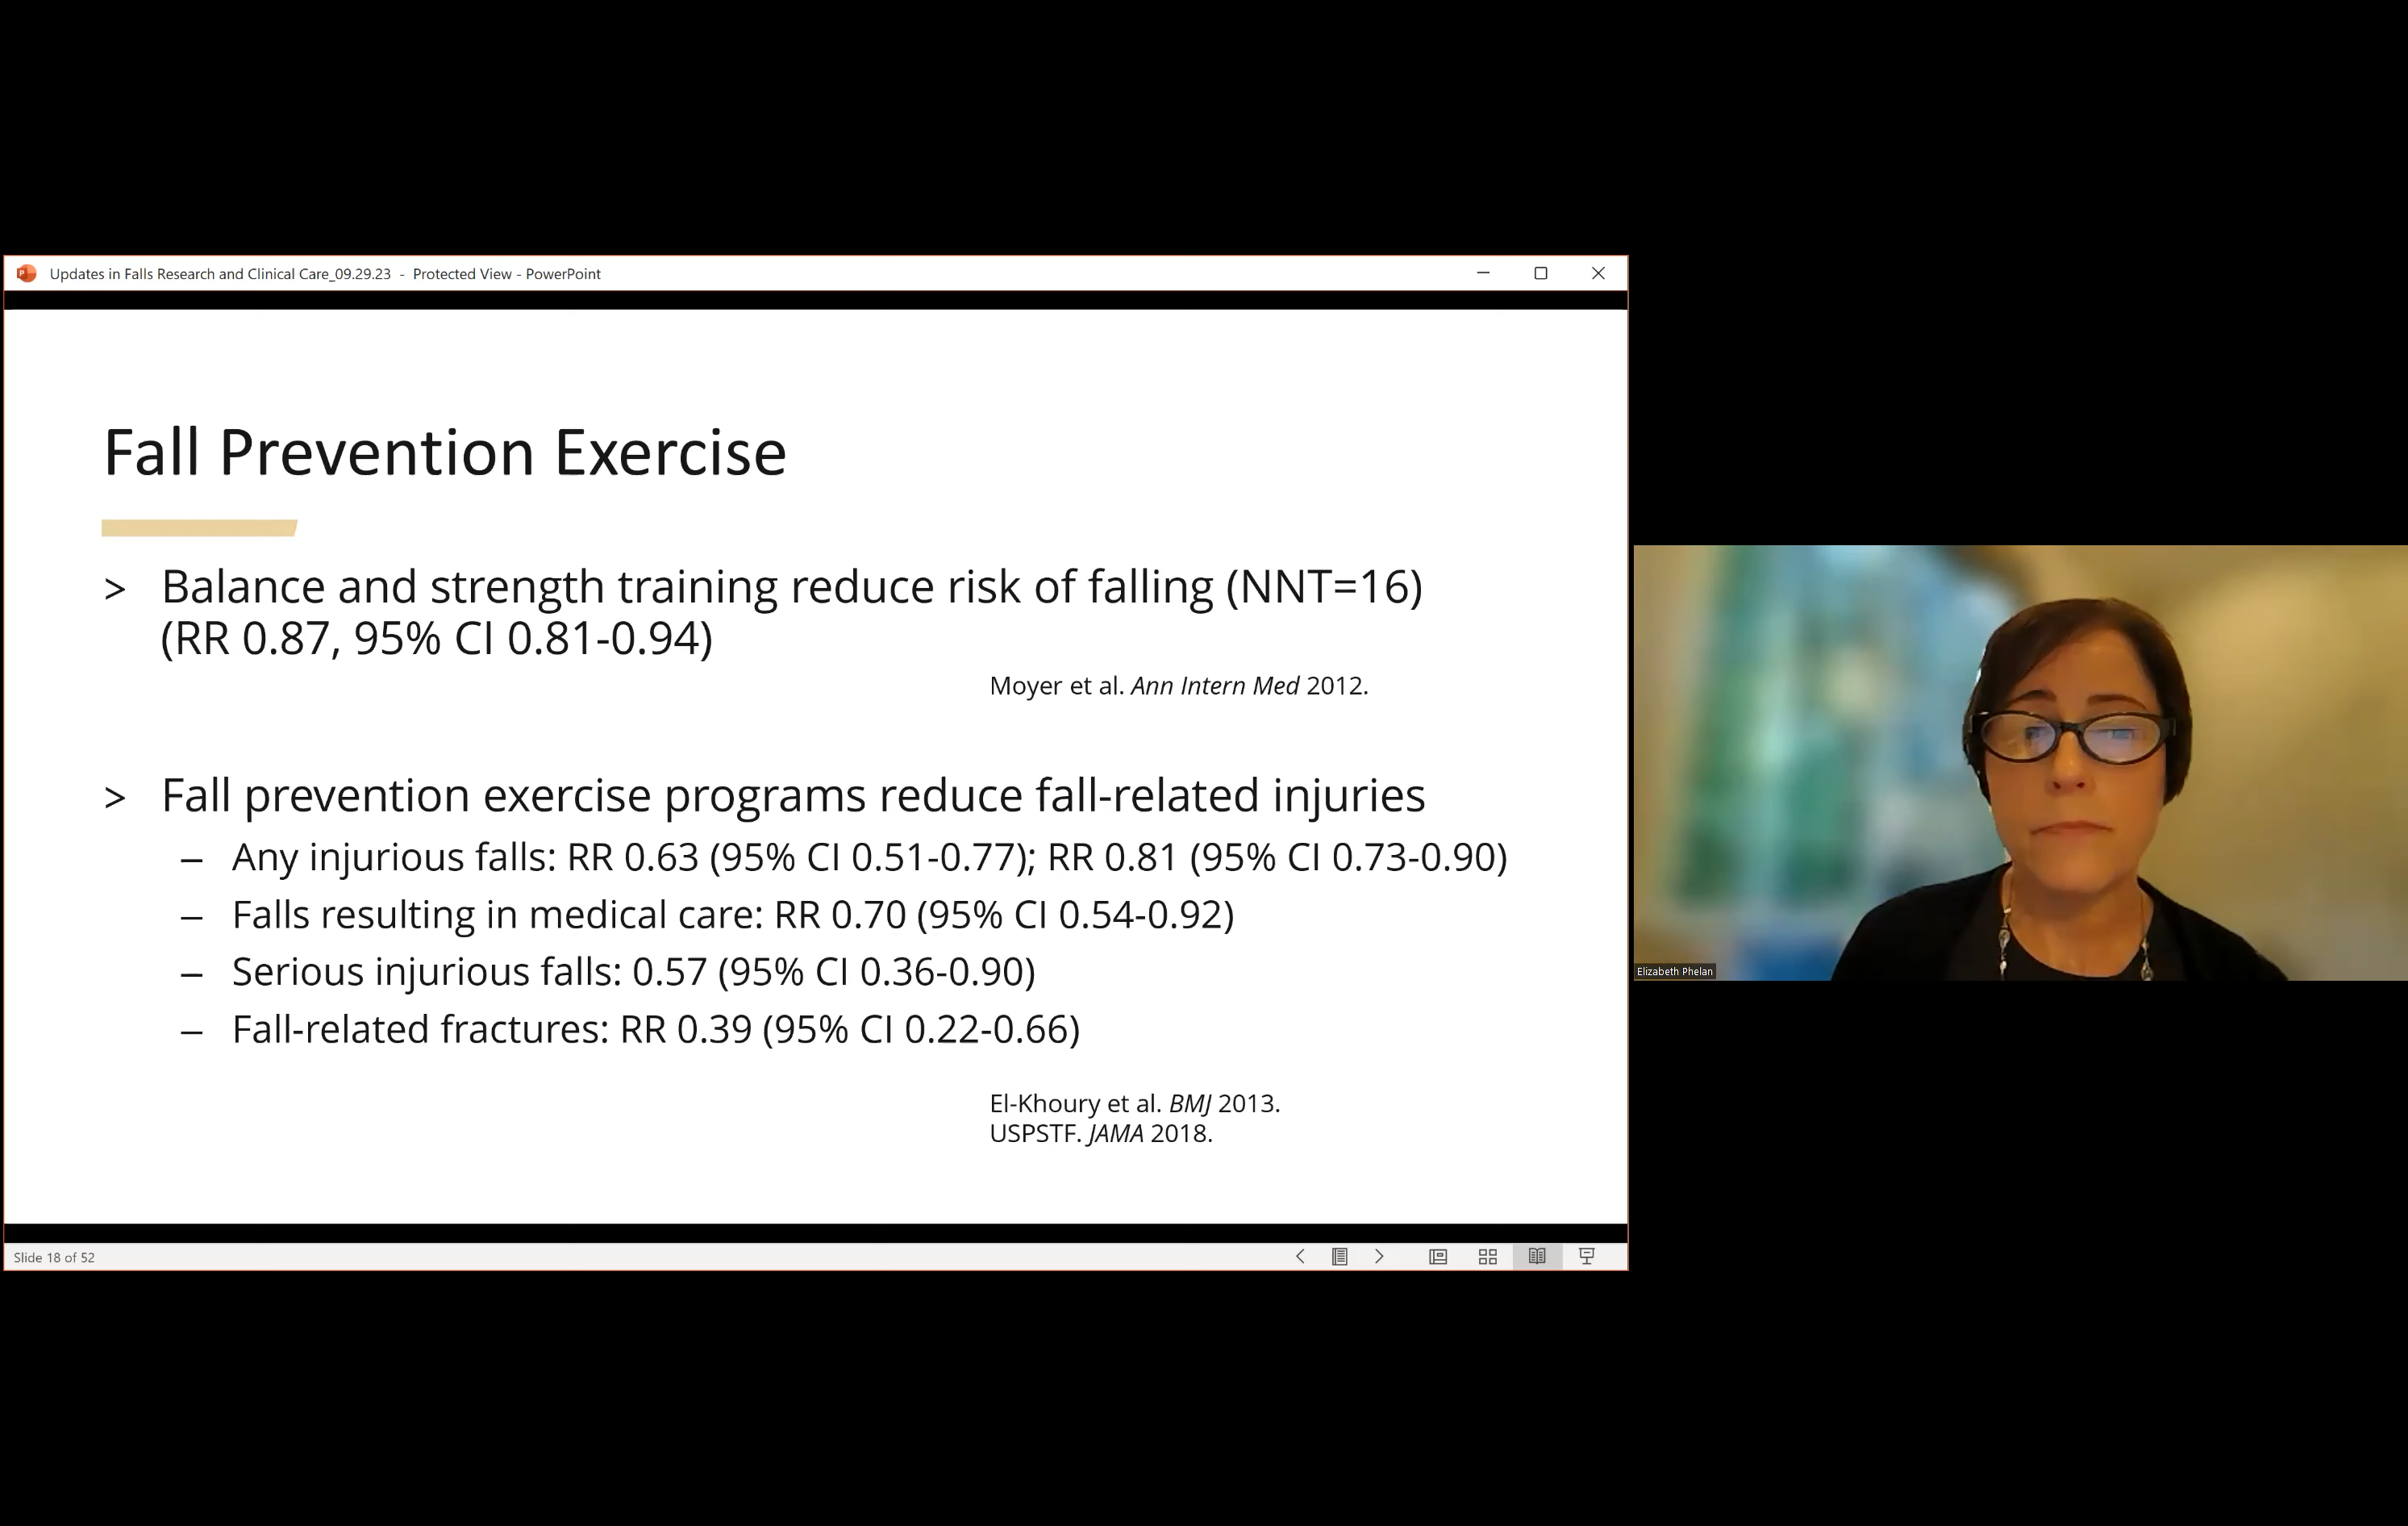 Updates in Falls Research and Clinical Care_09.29.23 - Protected View - PowerPoint
Fall Prevention Exercise
> Balance and strength training reduce risk of falling (NNT=16)
(RR 0.87, 95% CI 0.81-0.94)
Moyer et al. Ann Intern Med 2012.
> Fall prevention exercise programs reduce fall-related injuries
– Any injurious falls: RR 0.63 (95% CI 0.51-0.77); RR 0.81 (95% CI 0.73-0.90)
– Falls resulting in medical care: RR 0.70 (95% CI 0.54-0.92)
– Serious injurious falls: 0.57 (95% CI 0.36-0.90)
– Fall-related fractures: RR 0.39 (95% CI 0.22-0.66)
El-Khoury et al. BMJ 2013.
USPSTF. JAMA 2018.
Slide 18 of 52
Elizabeth Phelan